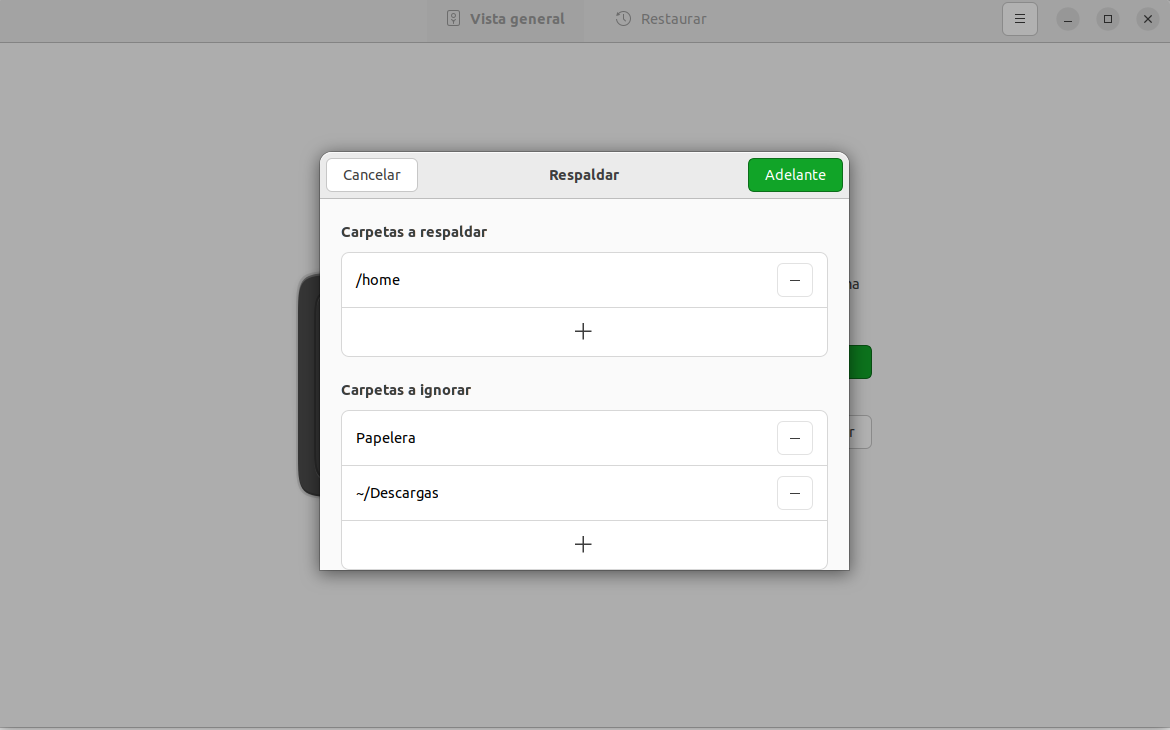 Vista general
Restaurar
Cancelar
Respaldar
Adelante
Carpetas a respaldar
/home
Carpetas a ignorar
Papelera
~/Descargas